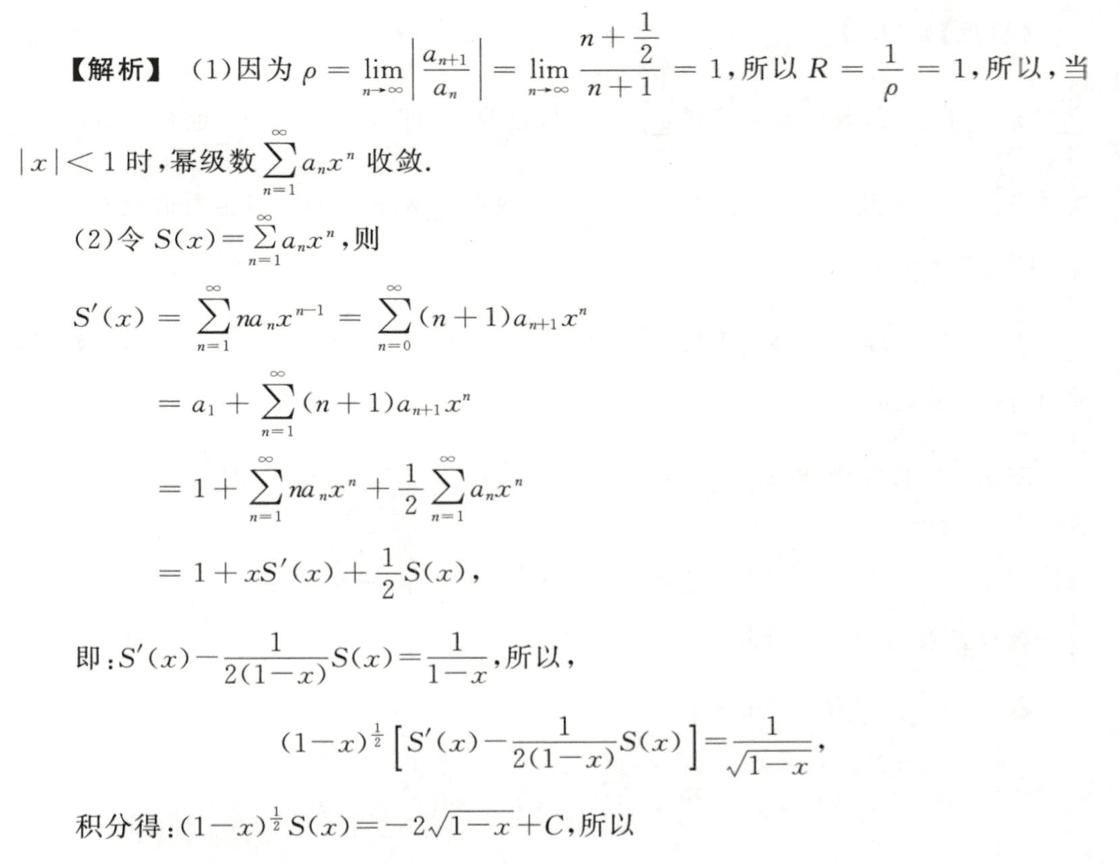 【解析】 (1)因为 $\rho = \lim\limits_{n \to \infty} \left| \frac{a_{n+1}}{a_n} \right| = \lim\limits_{n \to \infty} \frac{n + \frac{1}{2}}{n+1} = 1$,所以 $R = \frac{1}{\rho} = 1$,所以,当
$|x| < 1$ 时,幂级数 $\sum\limits_{n=1}^{\infty} a_n x^n$ 收敛.
(2)令 $S(x) = \sum\limits_{n=1}^{\infty} a_n x^n$,则
$S'(x) = \sum\limits_{n=1}^{\infty} n a_n x^{n-1} = \sum\limits_{n=0}^{\infty} (n+1) a_{n+1} x^n$
$= a_1 + \sum\limits_{n=1}^{\infty} (n+1) a_{n+1} x^n$
$= 1 + \sum\limits_{n=1}^{\infty} n a_n x^n + \frac{1}{2} \sum\limits_{n=1}^{\infty} a_n x^n$
$= 1 + xS'(x) + \frac{1}{2} S(x),$
即:$S'(x) - \frac{1}{2(1-x)} S(x) = \frac{1}{1-x}$,所以,
$(1-x)^{\frac{1}{2}} \left[ S'(x) - \frac{1}{2(1-x)} S(x) \right] = \frac{1}{\sqrt{1-x}},$
积分得:$(1-x)^{\frac{1}{2}} S(x) = -2\sqrt{1-x} + C$,所以